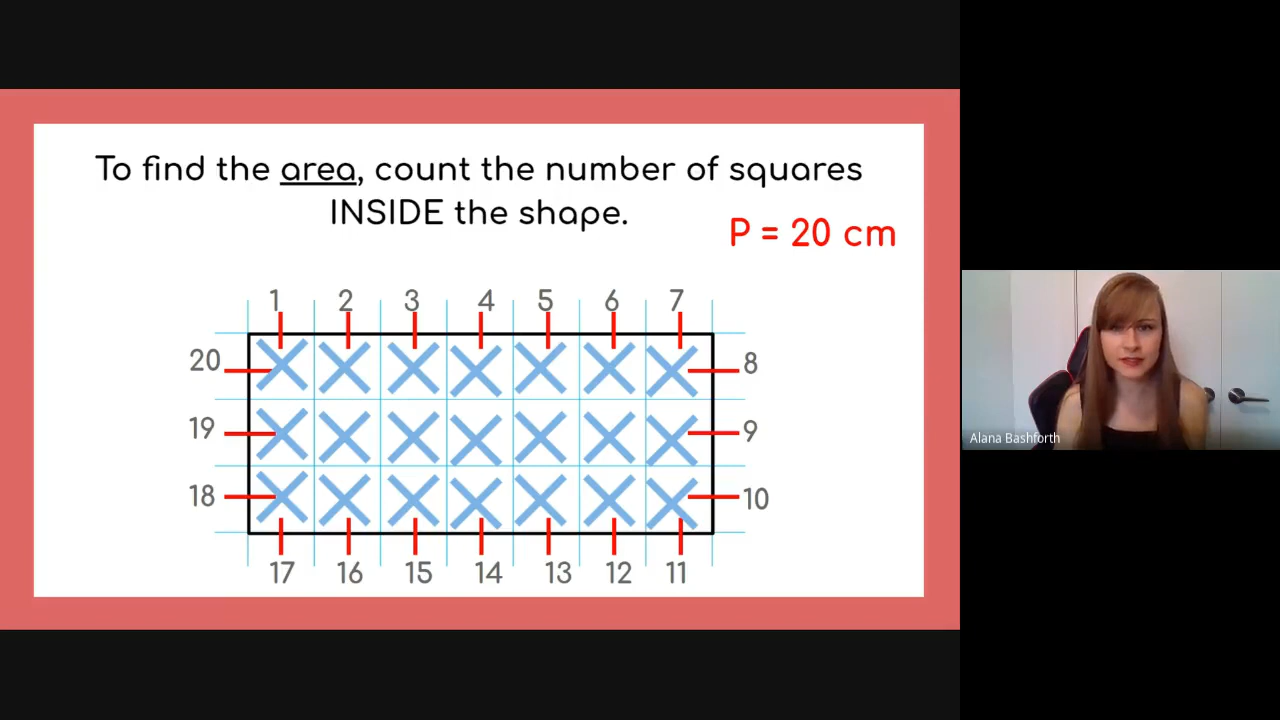 To find the area, count the number of squares
INSIDE the shape.
P = 20 cm
1 2 3 4 5 6 7
20 8
19 9
18 10
17 16 15 14 13 12 11
Alana Bashforth